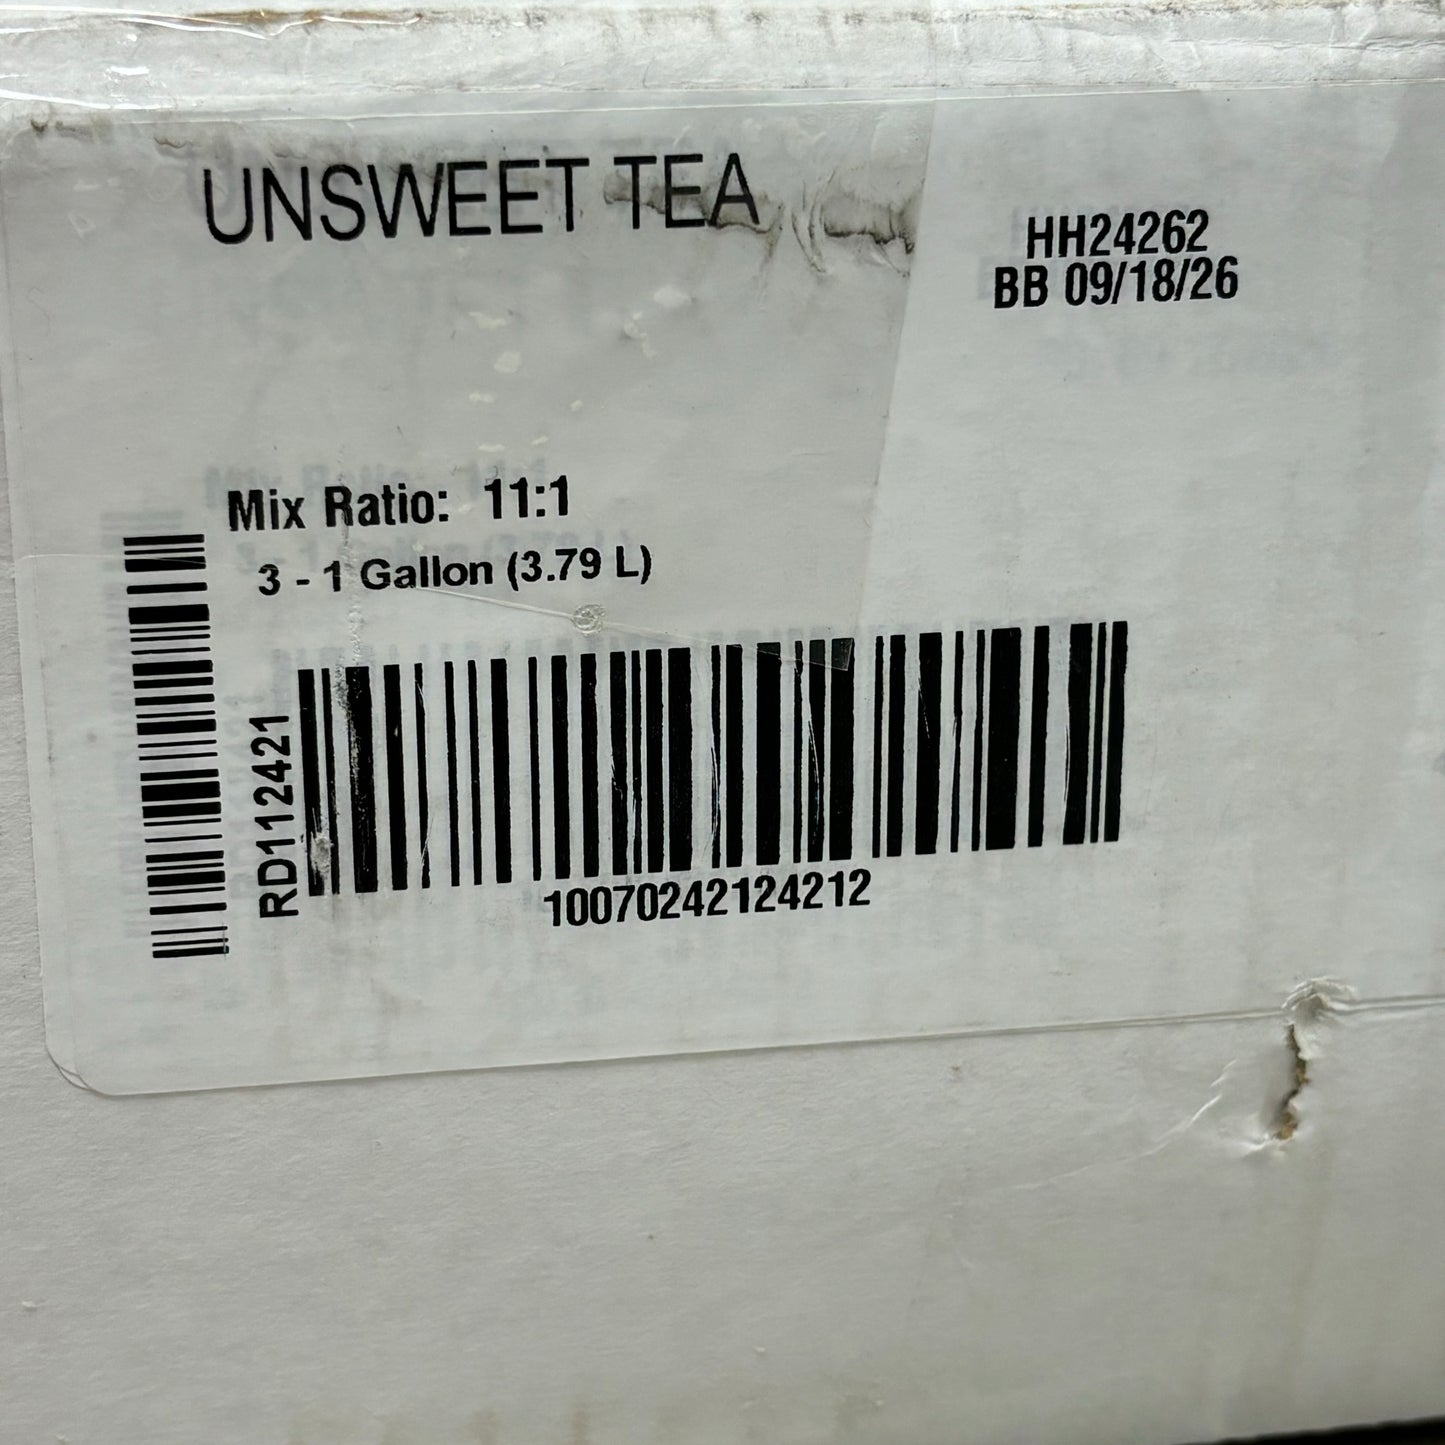 UNSWEET TEA
HH24262
BB 09/18/26
Mix Ratio: 11:1
3 - 1 Gallon (3.79 L)
RD112421
10070242124212